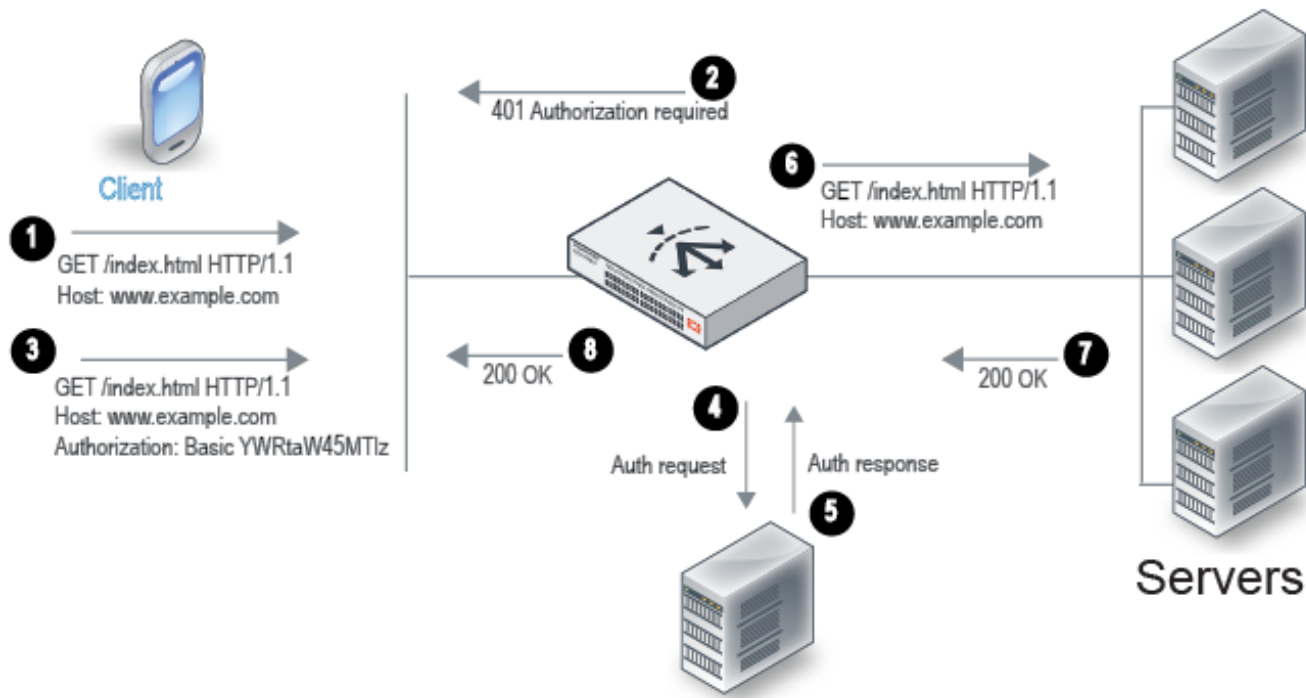 2
401 Authorization required
6
GET /index.html HTTP/1.1
Host: www.example.com
Client
1
GET /index.html HTTP/1.1
Host: www.example.com
3
GET /index.html HTTP/1.1
Host: www.example.com
Authorization: Basic YWRtaW45MTIz
8
200 OK
7
200 OK
4
Auth request
Auth response
5
Servers